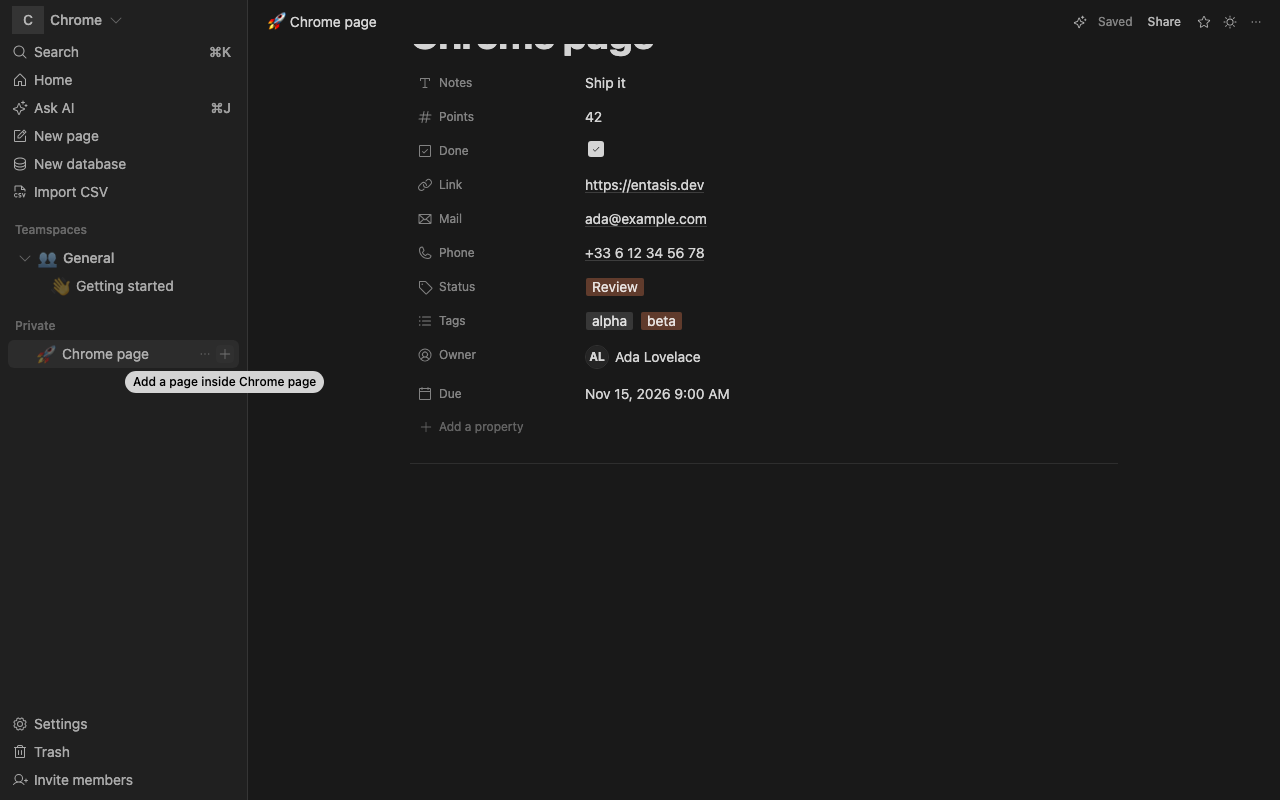 C Chrome
Search ⌘K
Home
Ask AI ⌘J
New page
New database
Import CSV
Teamspaces
General
Getting started
Private
Chrome page
Add a page inside Chrome page
Settings
Trash
Invite members
Chrome page
Saved Share
Chrome page
Notes Ship it
Points 42
Done
Link https://entasis.dev
Mail ada@example.com
Phone +33 6 12 34 56 78
Status Review
Tags alpha beta
Owner AL Ada Lovelace
Due Nov 15, 2026 9:00 AM
Add a property